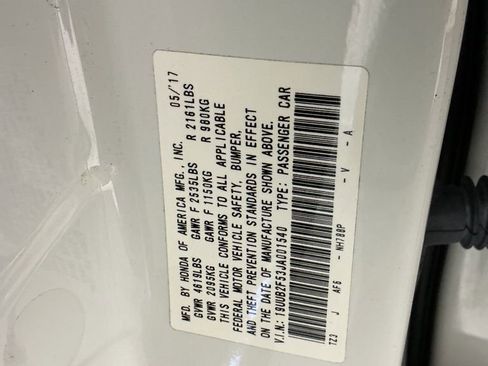 MFD. BY HONDA OF AMERICA MFG., INC. 05/17
GVWR 4619LBS GAWR F 2535LBS R 2161LBS
GVWR 2095KG GAWR F 1150KG R 980KG
THIS VEHICLE CONFORMS TO ALL APPLICABLE
FEDERAL MOTOR VEHICLE SAFETY, BUMPER,
AND THEFT PREVENTION STANDARDS IN EFFECT
ON THE DATE OF MANUFACTURE SHOWN ABOVE.
V.I.N.: 19UUB2F53JA001540 TYPE: PASSENGER CAR
TZ3 J AF6 - NH788P - V - A